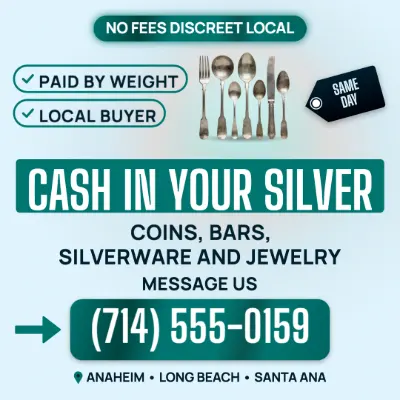 NO FEES DISCREET LOCAL
PAID BY WEIGHT
LOCAL BUYER
SAME
DAY
CASH IN YOUR SILVER
COINS, BARS,
SILVERWARE AND JEWELRY
MESSAGE US
(714) 555-0159
ANAHEIM • LONG BEACH • SANTA ANA